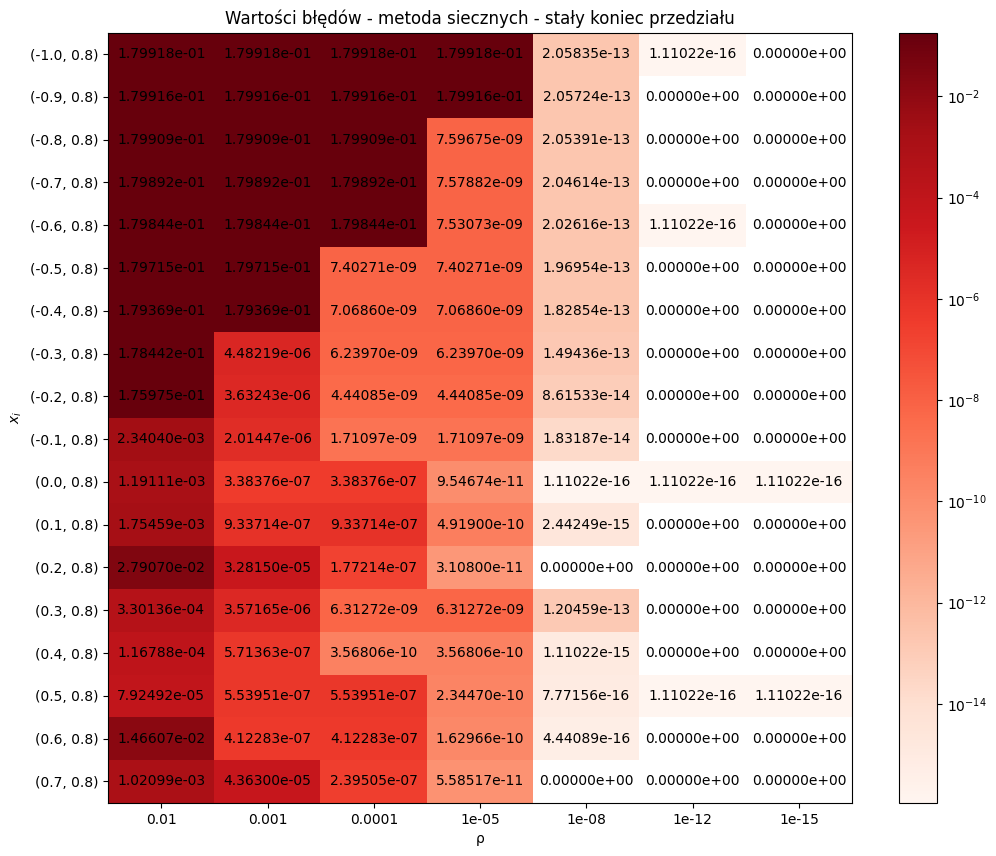 Wartości błędów - metoda siecznych - stały koniec przedziału
(-1.0, 0.8) 1.79918e-01 1.79918e-01 1.79918e-01 1.79918e-01 2.05835e-13 1.11022e-16 0.00000e+00
(-0.9, 0.8) 1.79916e-01 1.79916e-01 1.79916e-01 1.79916e-01 2.05724e-13 0.00000e+00 0.00000e+00
(-0.8, 0.8) 1.79909e-01 1.79909e-01 1.79909e-01 7.59675e-09 2.05391e-13 0.00000e+00 0.00000e+00
(-0.7, 0.8) 1.79892e-01 1.79892e-01 1.79892e-01 7.57882e-09 2.04614e-13 0.00000e+00 0.00000e+00
(-0.6, 0.8) 1.79844e-01 1.79844e-01 1.79844e-01 7.53073e-09 2.02616e-13 1.11022e-16 0.00000e+00
(-0.5, 0.8) 1.79715e-01 1.79715e-01 7.40271e-09 7.40271e-09 1.96954e-13 0.00000e+00 0.00000e+00
(-0.4, 0.8) 1.79369e-01 1.79369e-01 7.06860e-09 7.06860e-09 1.82854e-13 0.00000e+00 0.00000e+00
(-0.3, 0.8) 1.78442e-01 4.48219e-06 6.23970e-09 6.23970e-09 1.49436e-13 0.00000e+00 0.00000e+00
(-0.2, 0.8) 1.75975e-01 3.63243e-06 4.44085e-09 4.44085e-09 8.61533e-14 0.00000e+00 0.00000e+00
(-0.1, 0.8) 2.34040e-03 2.01447e-06 1.71097e-09 1.71097e-09 1.83187e-14 0.00000e+00 0.00000e+00
(0.0, 0.8) 1.19111e-03 3.38376e-07 3.38376e-07 9.54674e-11 1.11022e-16 1.11022e-16 1.11022e-16
(0.1, 0.8) 1.75459e-03 9.33714e-07 9.33714e-07 4.91900e-10 2.44249e-15 0.00000e+00 0.00000e+00
(0.2, 0.8) 2.79070e-02 3.28150e-05 1.77214e-07 3.10800e-11 0.00000e+00 0.00000e+00 0.00000e+00
(0.3, 0.8) 3.30136e-04 3.57165e-06 6.31272e-09 6.31272e-09 1.20459e-13 0.00000e+00 0.00000e+00
(0.4, 0.8) 1.16788e-04 5.71363e-07 3.56806e-10 3.56806e-10 1.11022e-15 0.00000e+00 0.00000e+00
(0.5, 0.8) 7.92492e-05 5.53951e-07 5.53951e-07 2.34470e-10 7.77156e-16 1.11022e-16 1.11022e-16
(0.6, 0.8) 1.46607e-02 4.12283e-07 4.12283e-07 1.62966e-10 4.44089e-16 0.00000e+00 0.00000e+00
(0.7, 0.8) 1.02099e-03 4.36300e-05 2.39505e-07 5.58517e-11 0.00000e+00 0.00000e+00 0.00000e+00
0.01 0.001 0.0001 1e-05 1e-08 1e-12 1e-15
ρ
x_i
10^-2
10^-4
10^-6
10^-8
10^-10
10^-12
10^-14